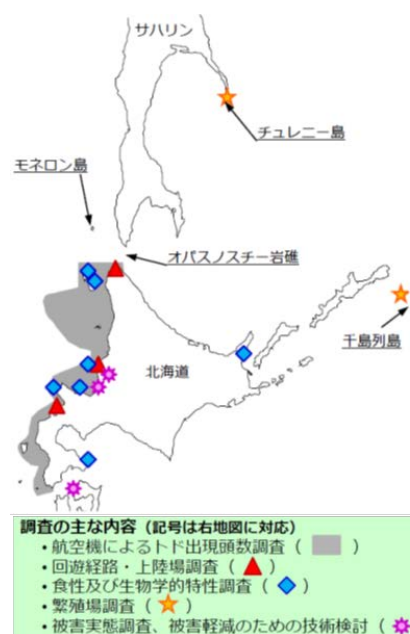 サハリン
チュレニー島
モネロン島
オパスノスチー岩礁
千島列島
北海道
調査の主な内容（記号は右地図に対応）
・航空機によるトド出現頭数調査（　）
・回遊経路・上陸場調査（▲）
・食性及び生物学的特性調査（◆）
・繁殖場調査（★）
・被害実態調査、被害軽減のための技術検討（